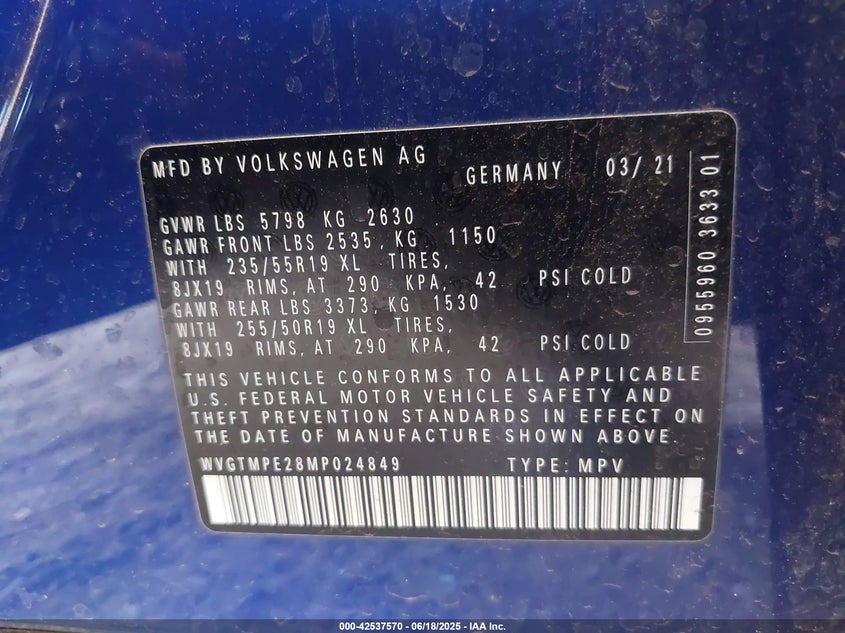 MFD BY VOLKSWAGEN AG GERMANY 03/ 21
GVWR LBS 5798 KG 2630
GAWR FRONT LBS 2535, KG 1150
WITH 235/55R19 XL TIRES,
8JX19 RIMS, AT 290 KPA, 42 PSI COLD
GAWR REAR LBS 3373, KG 1530
WITH 255/50R19 XL TIRES,
8JX19 RIMS, AT 290 KPA, 42 PSI COLD
THIS VEHICLE CONFORMS TO ALL APPLICABLE
U.S. FEDERAL MOTOR VEHICLE SAFETY AND
THEFT PREVENTION STANDARDS IN EFFECT ON
THE DATE OF MANUFACTURE SHOWN ABOVE.
WVGTMPE28MP024849 TYPE: MPV
0955960 3633 01
000-42537570 - 06/18/2025 - IAA Inc.